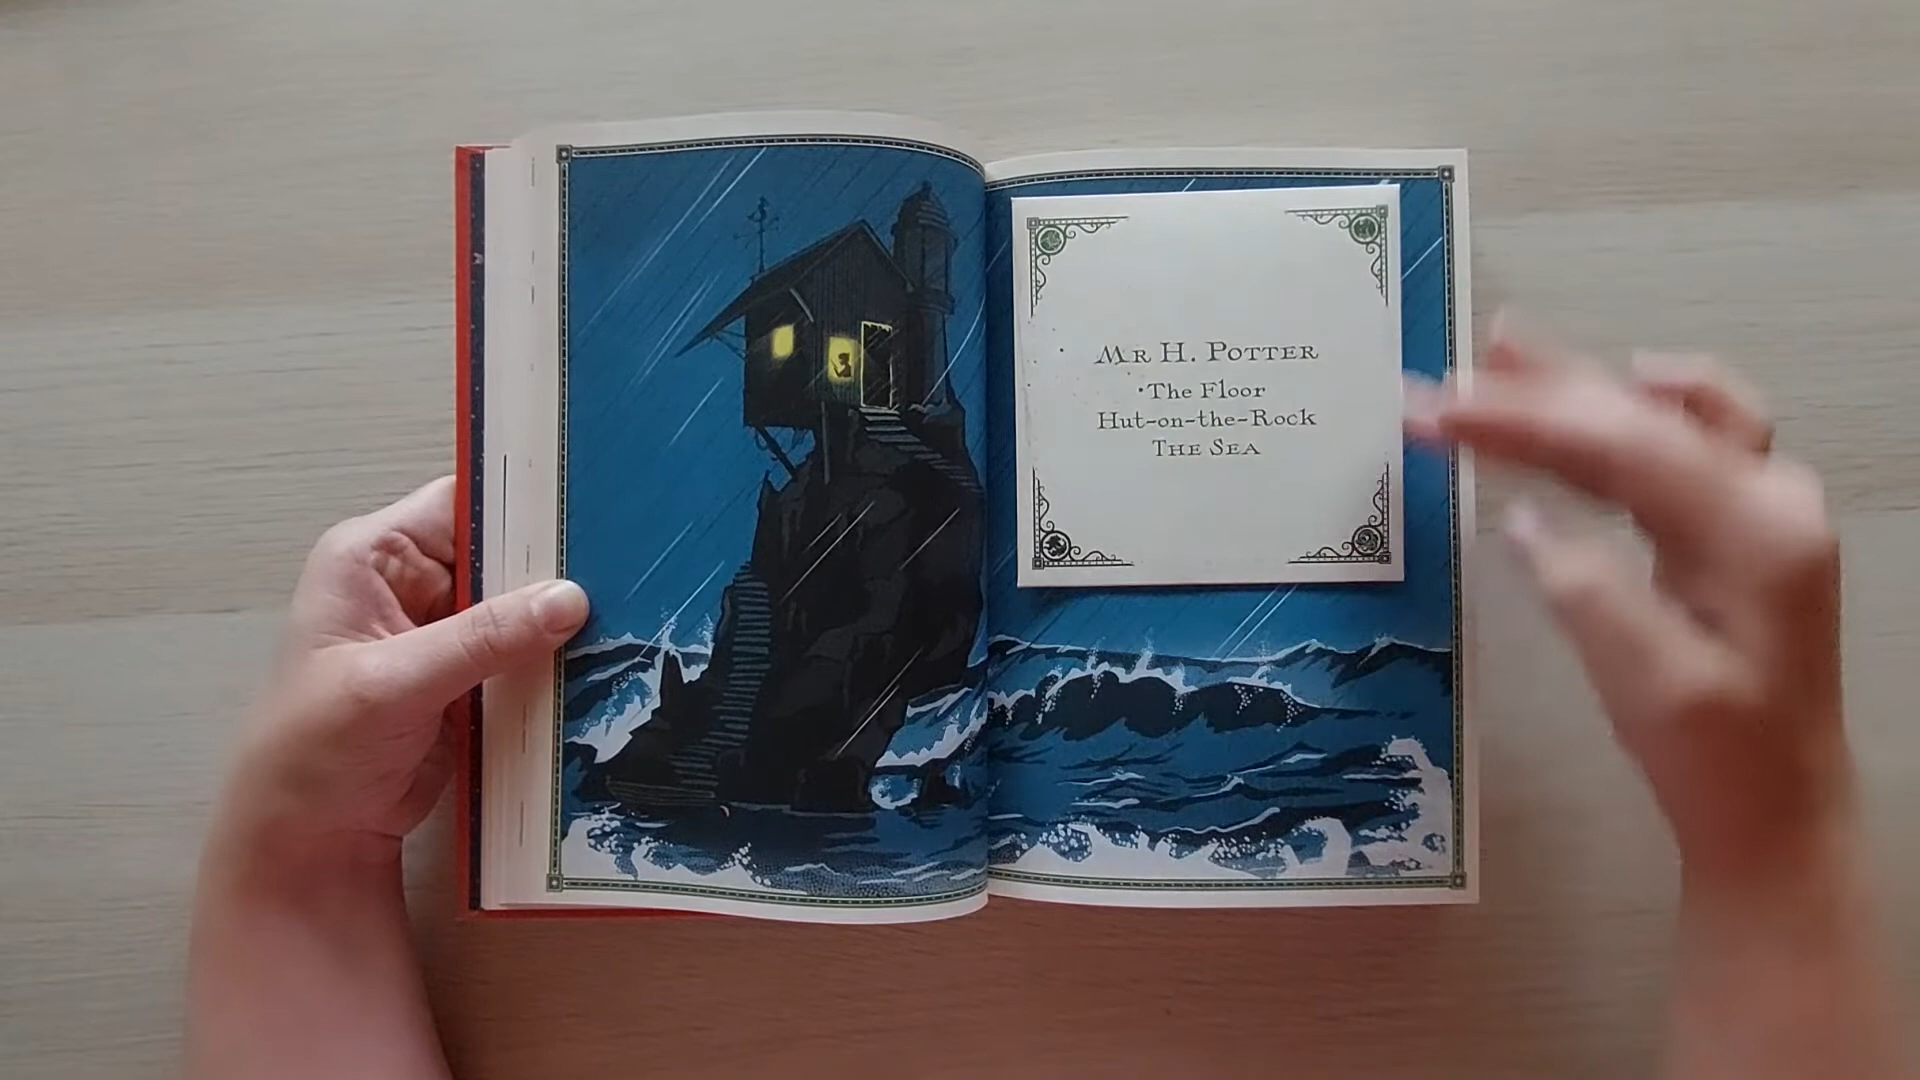 Mr H. Potter
The Floor
Hut-on-the-Rock
The Sea